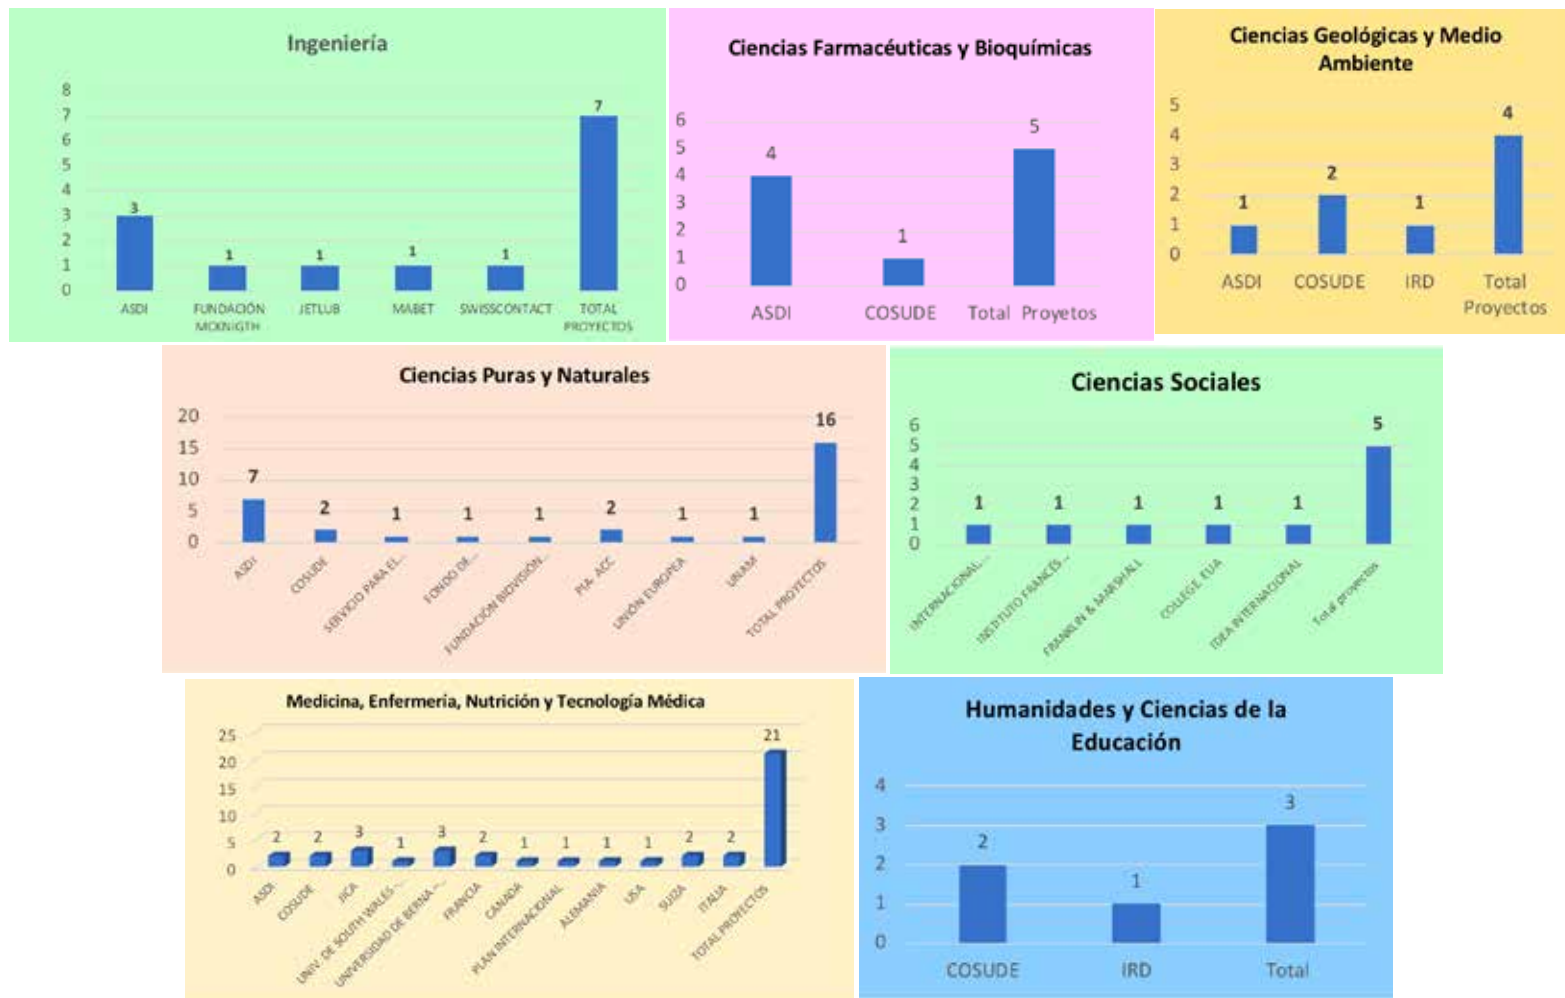 Ingeniería
8
7
6
5
4
3
2
1
0
3
1
1
1
1
7
ASDI
FUNDACIÓN
MCKNIGTH
JETLUB
MABET
SWISSCONTACT
TOTAL
PROYECTOS
Ciencias Farmacéuticas y Bioquímicas
6
5
4
3
2
1
0
4
1
5
ASDI
COSUDE
Total Proyetos
Ciencias Geológicas y Medio
Ambiente
5
4
3
2
1
0
1
2
1
4
ASDI
COSUDE
IRD
Total
Proyectos
Ciencias Puras y Naturales
20
15
10
5
0
7
2
1
1
1
2
1
1
16
ASDI
COSUDE
SERVICIO PARA EL...
FONDO DE...
FUNDACIÓN BIOVISIÓN...
PIA- ACC
UNIÓN EUROPEA
UNAM
TOTAL PROYECTOS
Ciencias Sociales
6
5
4
3
2
1
0
1
1
1
1
1
5
INTERNACIONAL...
INSTITUTO FRANCÉS...
FRANKLIN & MARSHALL
COLLEGE. EUA
IDEA INTERNACIONAL
Total proyectos
Medicina, Enfermería, Nutrición y Tecnología Médica
25
20
15
10
5
0
2
2
3
1
3
2
1
1
1
1
2
2
21
ASDI
COSUDE
JICA
UNIV. DE SOUTH WALES-...
UNIVERSIDAD DE BERNA -...
FRANCIA
CANADÁ
PLAN INTERNACIONAL
ALEMANIA
USA
SUIZA
ITALIA
TOTAL PROYECTOS
Humanidades y Ciencias de la
Educación
4
3
2
1
0
2
1
3
COSUDE
IRD
Total